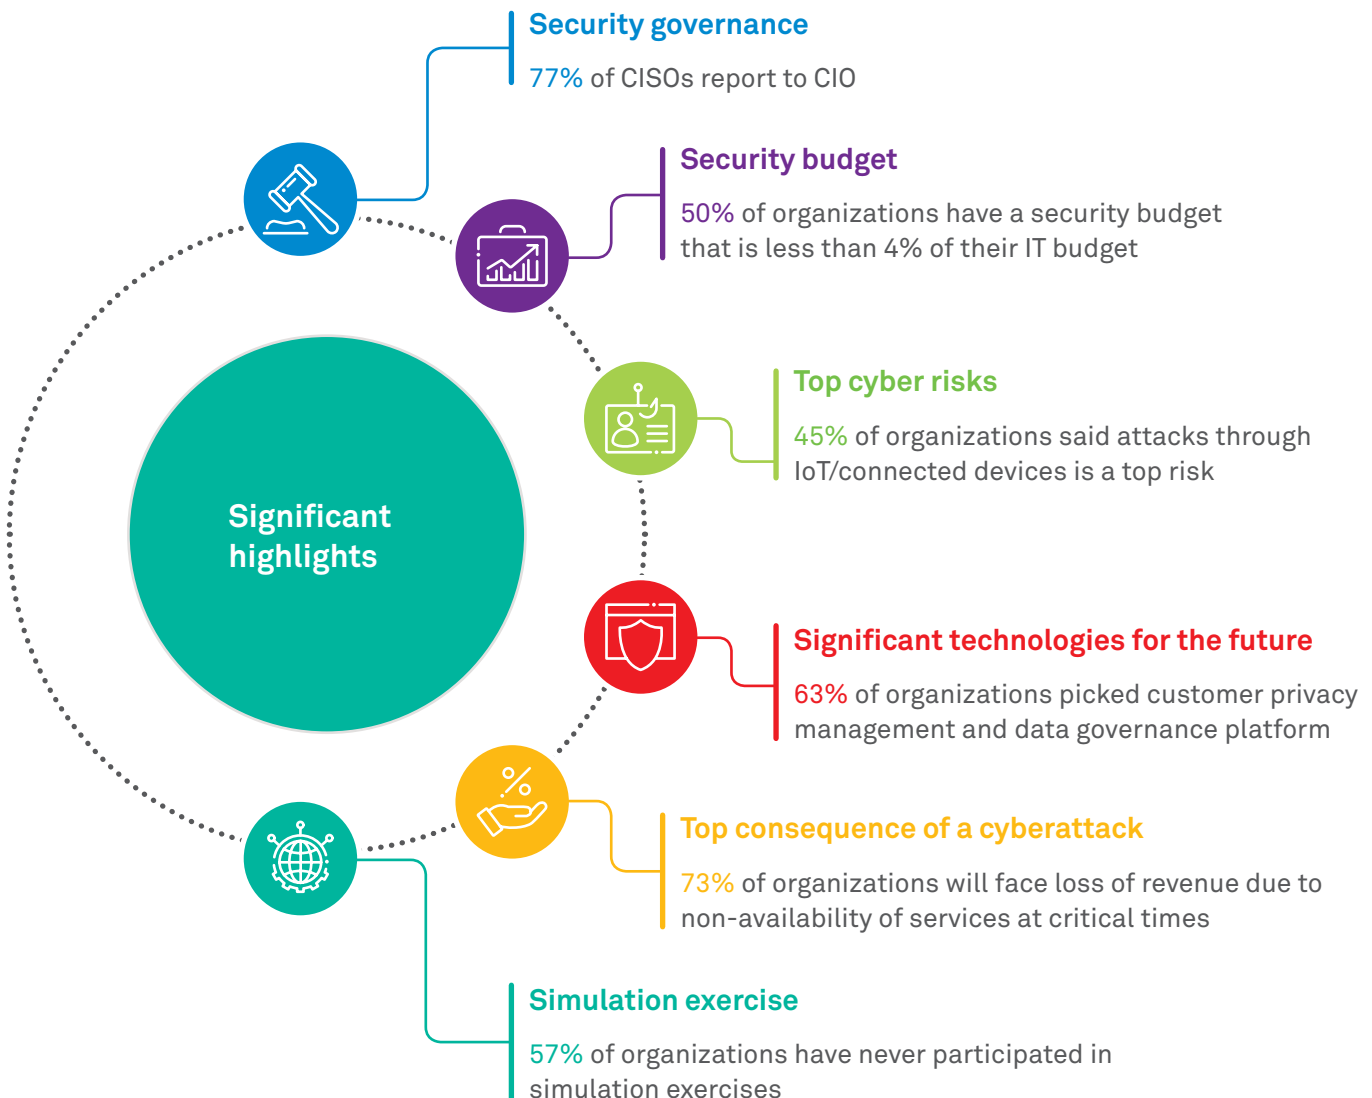 Security governance
77% of CISOs report to CIO
Security budget
50% of organizations have a security budget
that is less than 4% of their IT budget
Top cyber risks
45% of organizations said attacks through
IoT/connected devices is a top risk
Significant
highlights
Significant technologies for the future
63% of organizations picked customer privacy
management and data governance platform
Top consequence of a cyberattack
73% of organizations will face loss of revenue due to
non-availability of services at critical times
Simulation exercise
57% of organizations have never participated in
simulation exercises